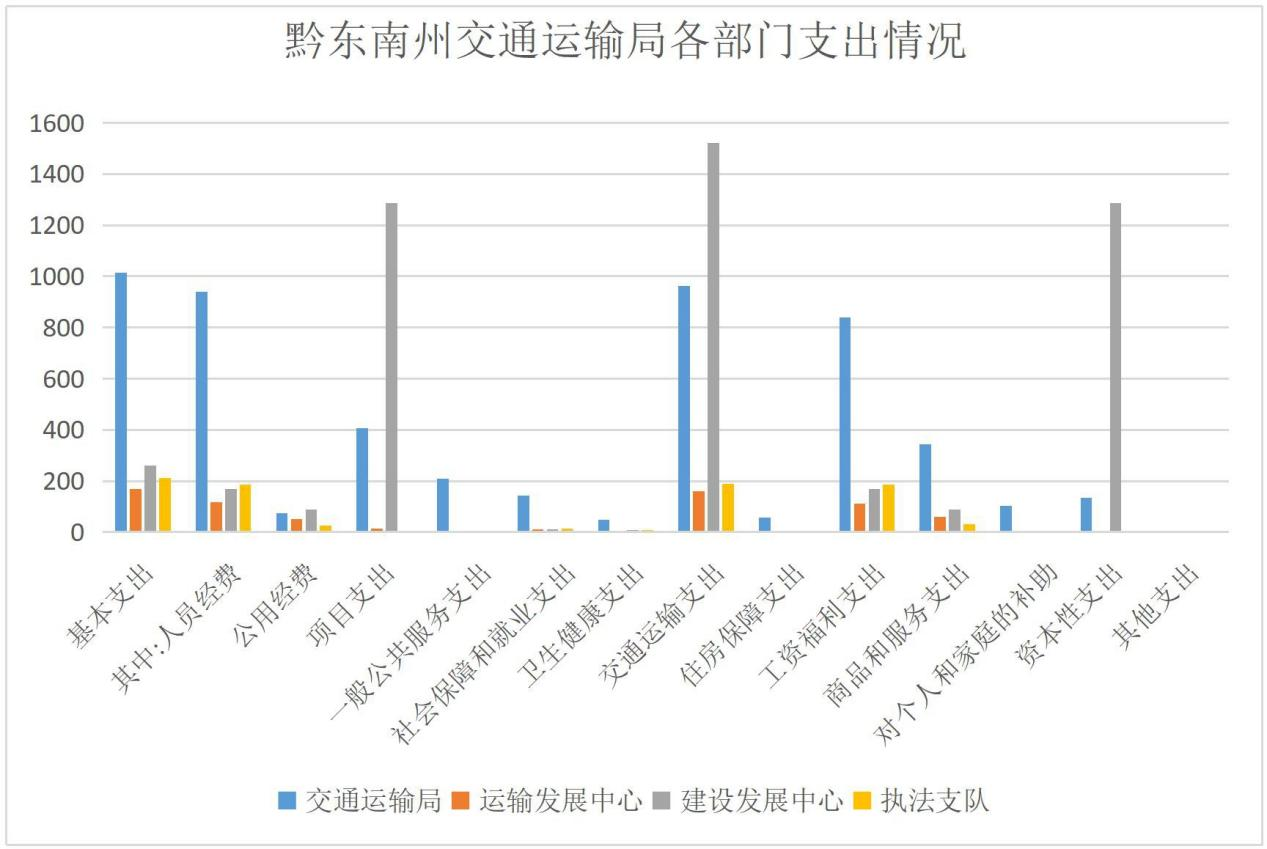 黔东南州交通运输局各部门支出情况
1600
1400
1200
1000
800
600
400
200
0
基本支出
其中:人员经费
公用经费
项目支出
一般公共服务支出
社会保障和就业支出
卫生健康支出
交通运输支出
住房保障支出
工资福利支出
商品和服务支出
对个人和家庭的补助
资本性支出
其他支出
交通运输局 运输发展中心 建设发展中心 执法支队